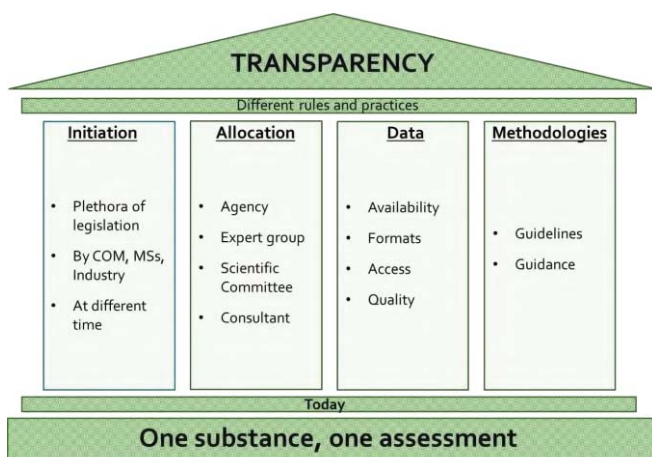 TRANSPARENCY
Different rules and practices
Initiation
• Plethora of
legislation
• By COM, MSs,
Industry
• At different
time
Allocation
• Agency
• Expert group
• Scientific
Committee
• Consultant
Data
• Availability
• Formats
• Access
• Quality
Methodologies
• Guidelines
• Guidance
Today
One substance, one assessment